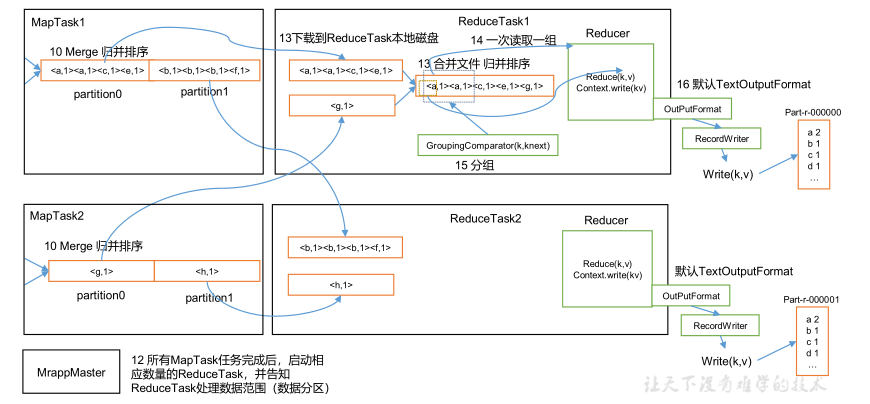 MapTask1
10 Merge 归并排序
<a,1><a,1><c,1><e,1>
<b,1><b,1><b,1><f,1>
partition0
partition1
ReduceTask1
13下载到ReduceTask本地磁盘
14 一次读取一组
<a,1><a,1><c,1><e,1>
<g,1>
13 合并文件 归并排序
<a,1><a,1><c,1><e,1><g,1>
GroupingComparator(k,knext)
15 分组
Reducer
Reduce(k,v)
Context.write(kv)
16 默认TextOutputFormat
OutPutFormat
RecordWriter
Write(k,v)
Part-r-000000
a 2
b 1
c 1
d 1
...
MapTask2
10 Merge 归并排序
<g,1>
<h,1>
partition0
partition1
ReduceTask2
<b,1><b,1><b,1><f,1>
<h,1>
Reducer
Reduce(k,v)
Context.write(kv)
默认TextOutputFormat
OutPutFormat
RecordWriter
Write(k,v)
Part-r-000001
a 2
b 1
c 1
d 1
...
MrappMaster
12 所有MapTask任务完成后，启动相
应数量的ReduceTask，并告知
ReduceTask处理数据范围（数据分区）
让天下没有难学的技术